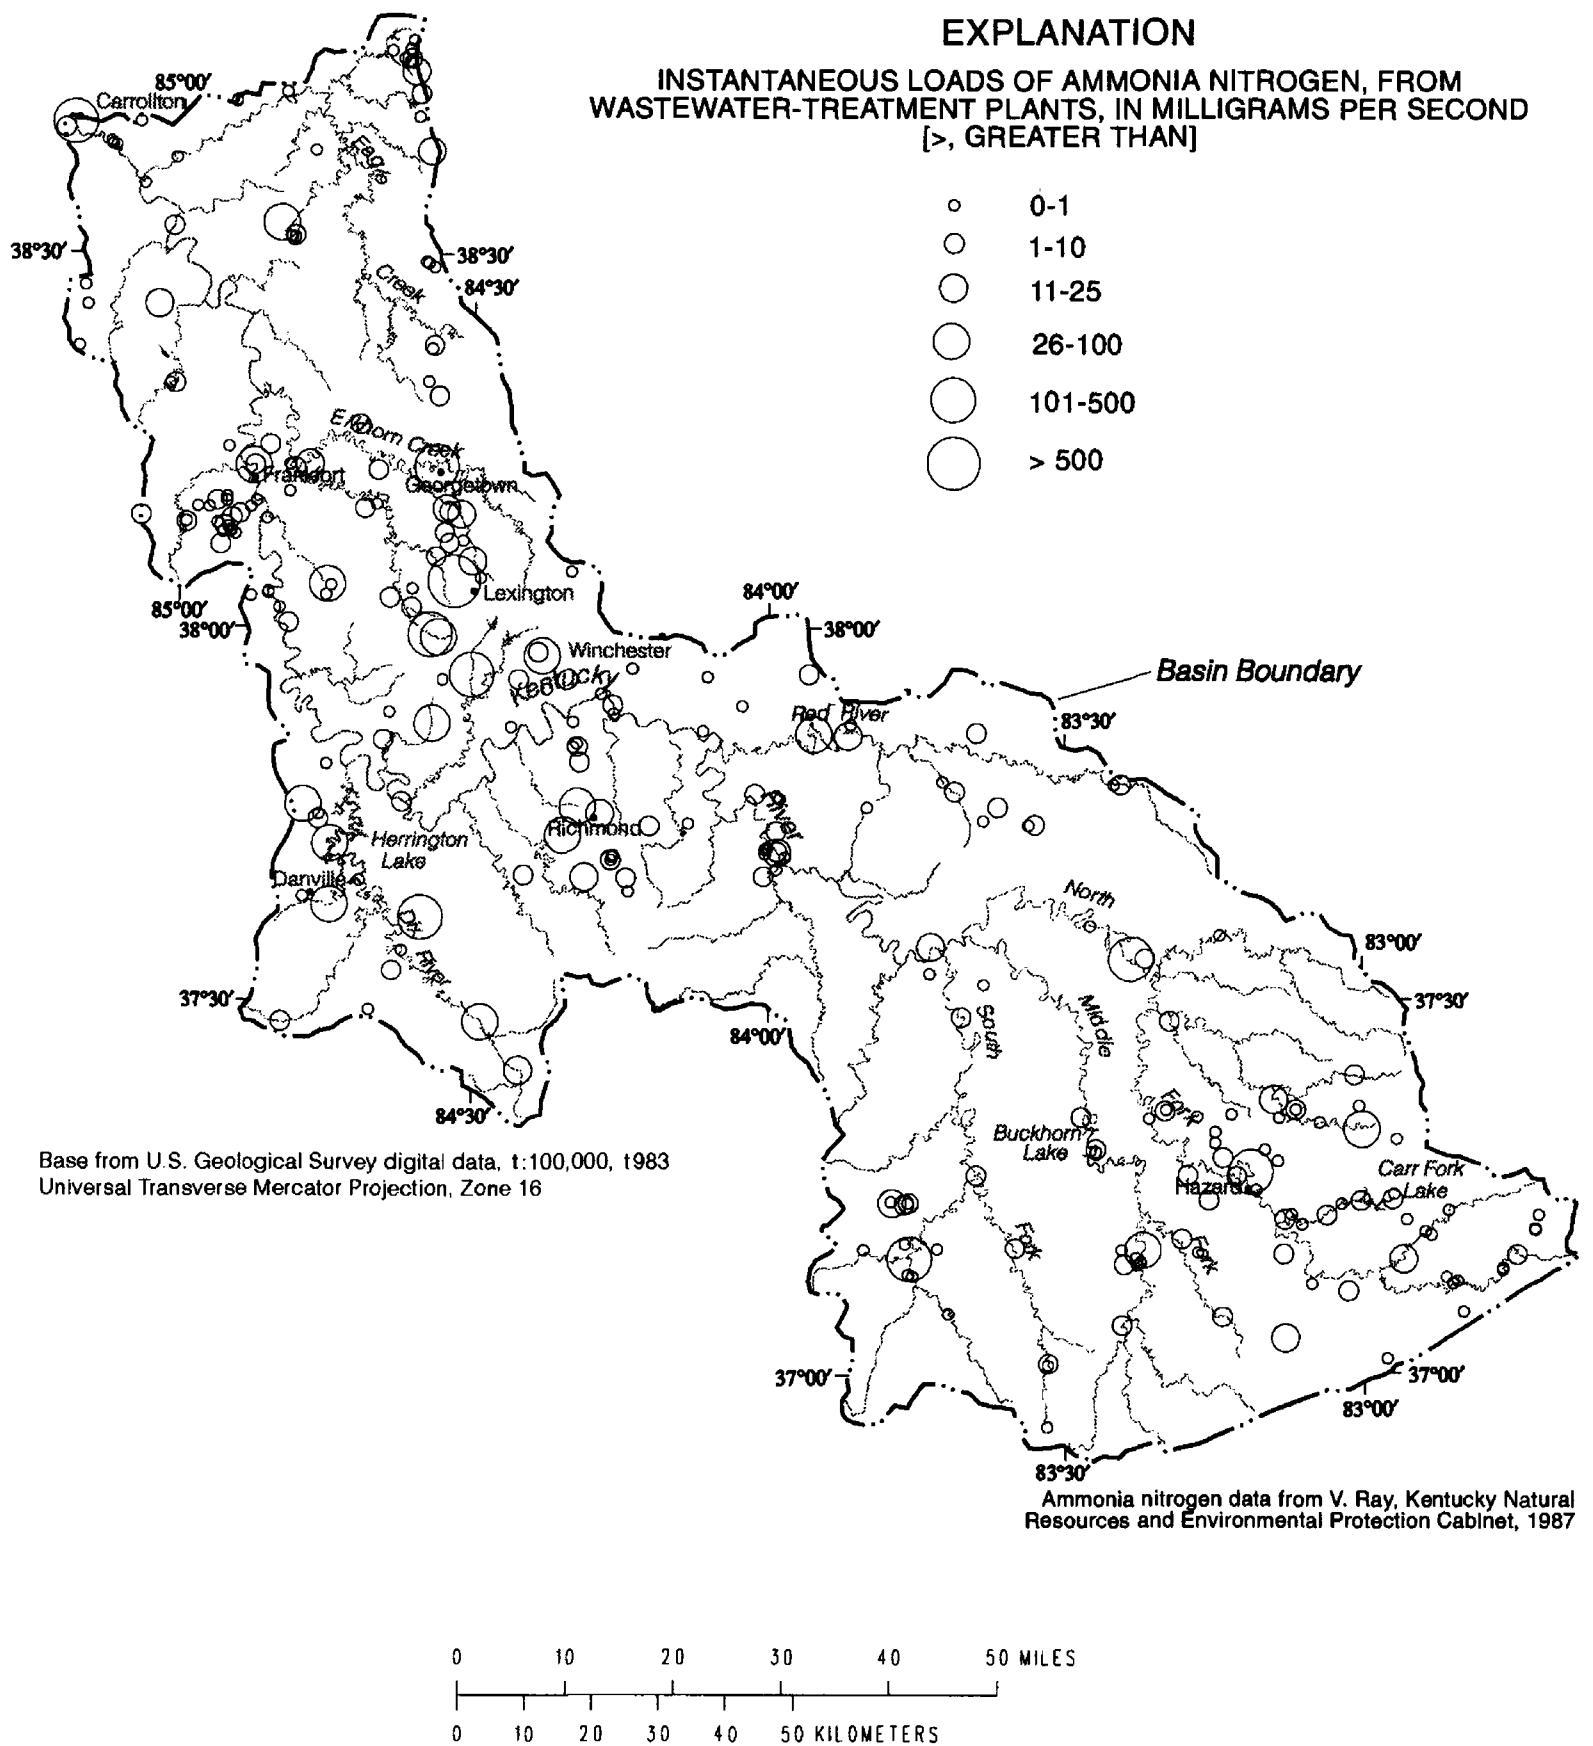 EXPLANATION
INSTANTANEOUS LOADS OF AMMONIA NITROGEN, FROM
WASTEWATER-TREATMENT PLANTS, IN MILLIGRAMS PER SECOND
[>, GREATER THAN]
0-1
1-10
11-25
26-100
101-500
> 500
85°00′
Carrollton
Eagle
38°30′
38°30′
Creek
84°30′
Elkhorn Creek
Frankfort
Georgetown
Lexington
85°00′
38°00′
84°00′
38°00′
Winchester
Kentucky
Basin Boundary
Red River
83°30′
River
Richmond
Herrington
Lake
Danville
Dix
River
North
83°00′
37°30′
37°30′
84°00′
South
Middle
84°30′
Fork
Buckhorn
Lake
Hazard
Carr Fork
Lake
Fork
Fork
Base from U.S. Geological Survey digital data, 1:100,000, 1983
Universal Transverse Mercator Projection, Zone 16
37°00′
37°00′
83°00′
83°30′
Ammonia nitrogen data from V. Ray, Kentucky Natural
Resources and Environmental Protection Cabinet, 1987
0 10 20 30 40 50 MILES
0 10 20 30 40 50 KILOMETERS